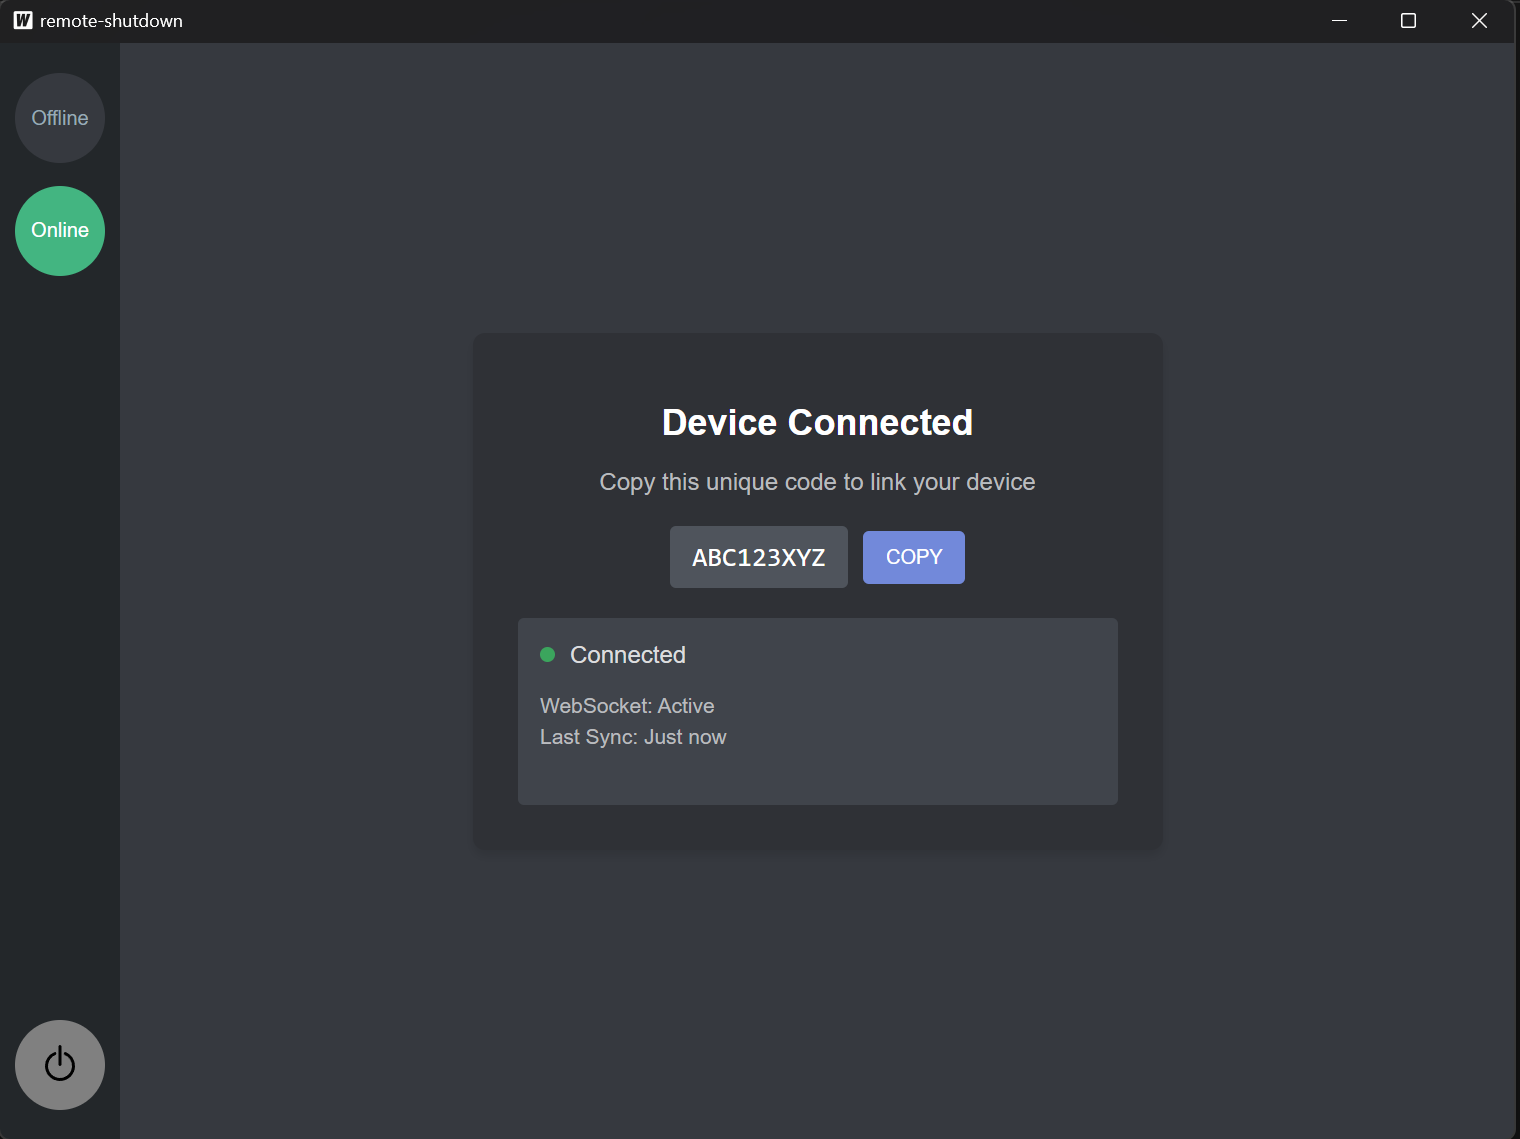 W remote-shutdown
Offline
Online
Device Connected
Copy this unique code to link your device
ABC123XYZ COPY
Connected
WebSocket: Active
Last Sync: Just now